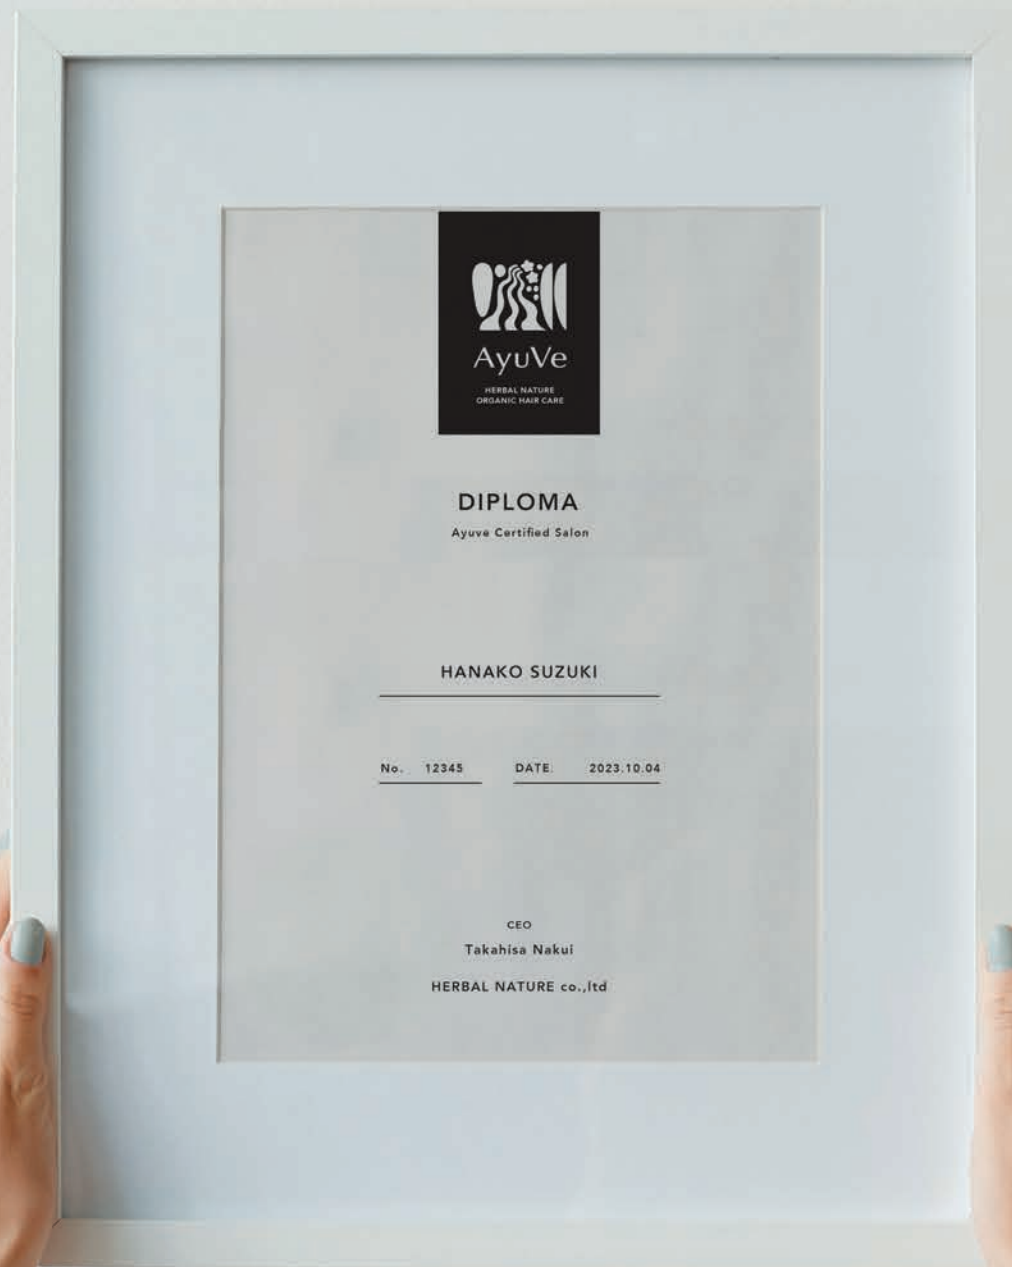 AyuVe
HERBAL NATURE
ORGANIC HAIR CARE
DIPLOMA
Ayuve Certified Salon
HANAKO SUZUKI
No. 12345 DATE. 2023.10.04
CEO
Takahisa Nakui
HERBAL NATURE co.,ltd